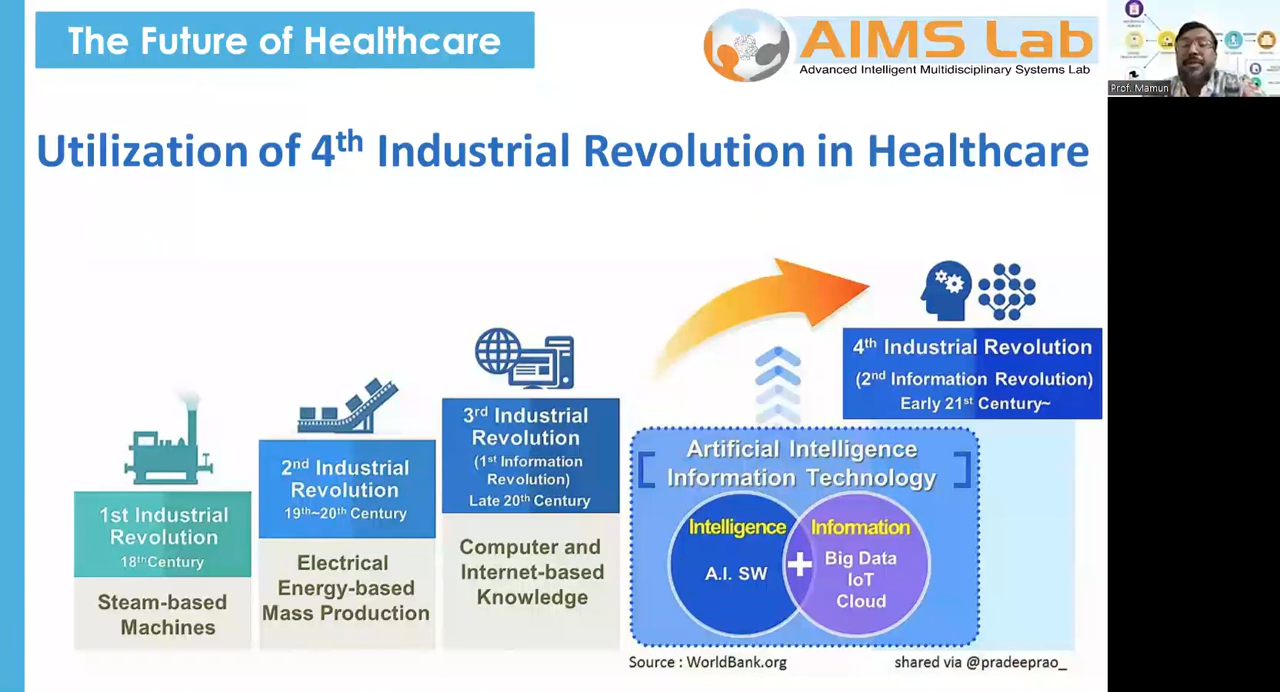 The Future of Healthcare
AIMS Lab
Advanced Intelligent Multidisciplinary Systems Lab
Prof. Mamun
Utilization of 4th Industrial Revolution in Healthcare
1st Industrial
Revolution
18thCentury
Steam-based
Machines
2nd Industrial
Revolution
19th~20th Century
Electrical
Energy-based
Mass Production
3rd Industrial
Revolution
(1st Information
Revolution)
Late 20th Century
Computer and
Internet-based
Knowledge
Artificial Intelligence
Information Technology
Intelligence
A.I. SW
+
Information
Big Data
IoT
Cloud
4th Industrial Revolution
(2nd Information Revolution)
Early 21st Century~
Source : WorldBank.org
shared via @pradeeprao_